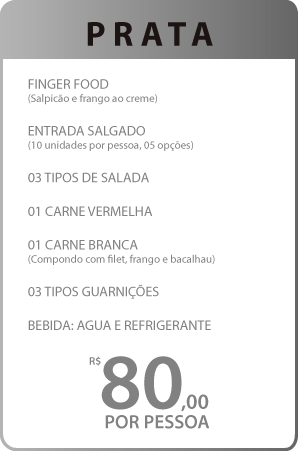 PRATA
FINGER FOOD
(Salpicão e frango ao creme)
ENTRADA SALGADO
(10 unidades por pessoa, 05 opções)
03 TIPOS DE SALADA
01 CARNE VERMELHA
01 CARNE BRANCA
(Compondo com filet, frango e bacalhau)
03 TIPOS GUARNIÇÕES
BEBIDA: AGUA E REFRIGERANTE
R$ 80,00
POR PESSOA